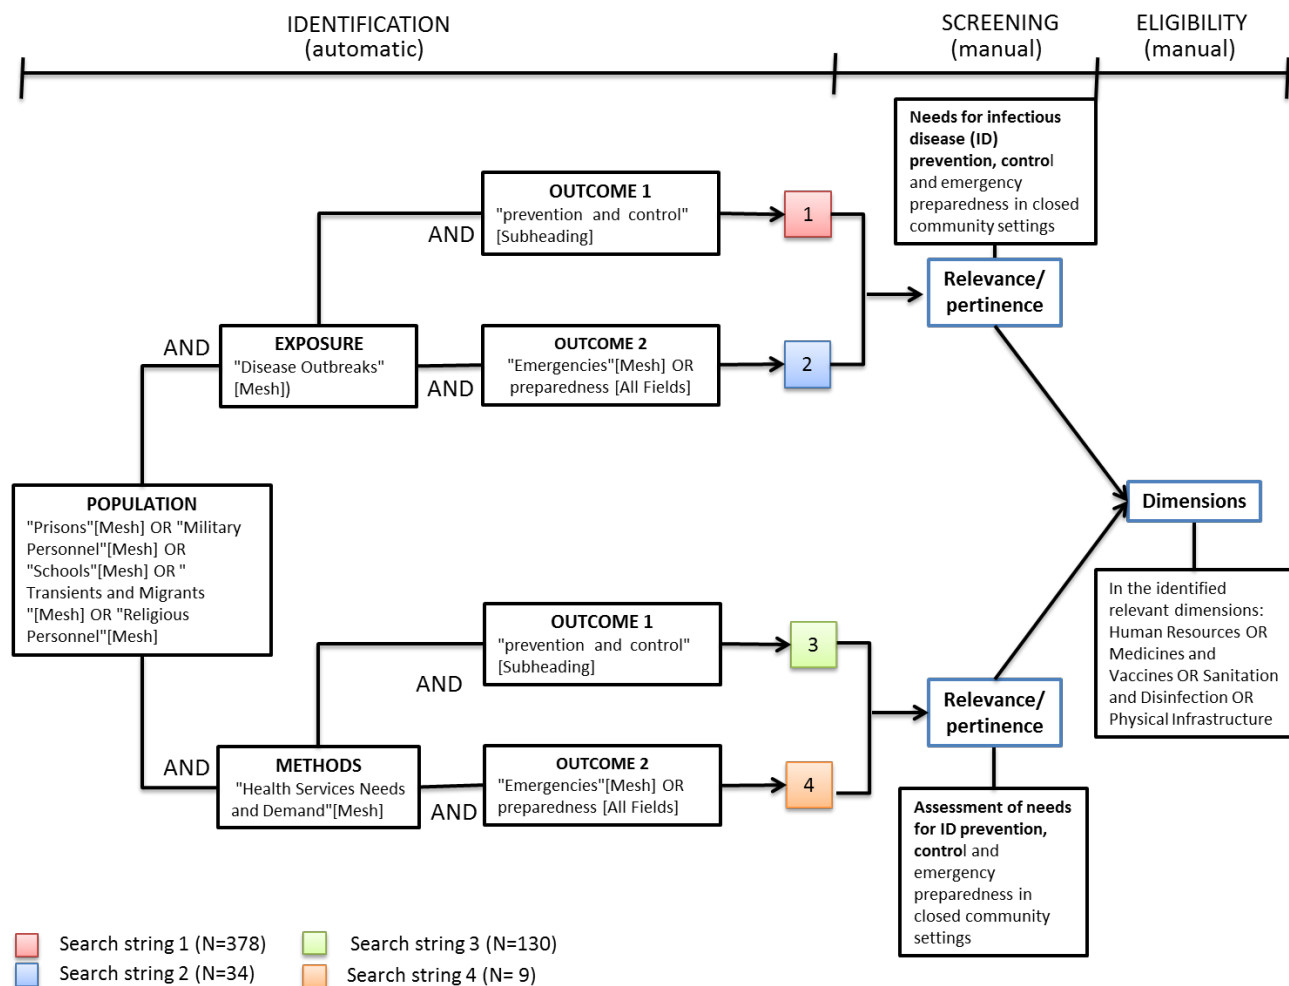 IDENTIFICATION
(automatic)
SCREENING
(manual)
ELIGIBILITY
(manual)
Needs for infectious
disease (ID)
prevention, control
and emergency
preparedness in closed
community settings
OUTCOME 1
"prevention and control"
[Subheading]
1
AND
Relevance/
pertinence
AND
EXPOSURE
"Disease Outbreaks"
[Mesh])
AND
OUTCOME 2
"Emergencies"[Mesh] OR
preparedness [All Fields]
2
POPULATION
"Prisons"[Mesh] OR "Military
Personnel"[Mesh] OR
"Schools"[Mesh] OR "
Transients and Migrants
"[Mesh] OR "Religious
Personnel"[Mesh]
Dimensions
In the identified
relevant dimensions:
Human Resources OR
Medicines and
Vaccines OR Sanitation
and Disinfection OR
Physical Infrastructure
OUTCOME 1
"prevention and control"
[Subheading]
3
AND
Relevance/
pertinence
AND
METHODS
"Health Services Needs
and Demand"[Mesh]
AND
OUTCOME 2
"Emergencies"[Mesh] OR
preparedness [All Fields]
4
Assessment of needs
for ID prevention,
control and
emergency
preparedness in
closed community
settings
Search string 1 (N=378)
Search string 3 (N=130)
Search string 2 (N=34)
Search string 4 (N= 9)